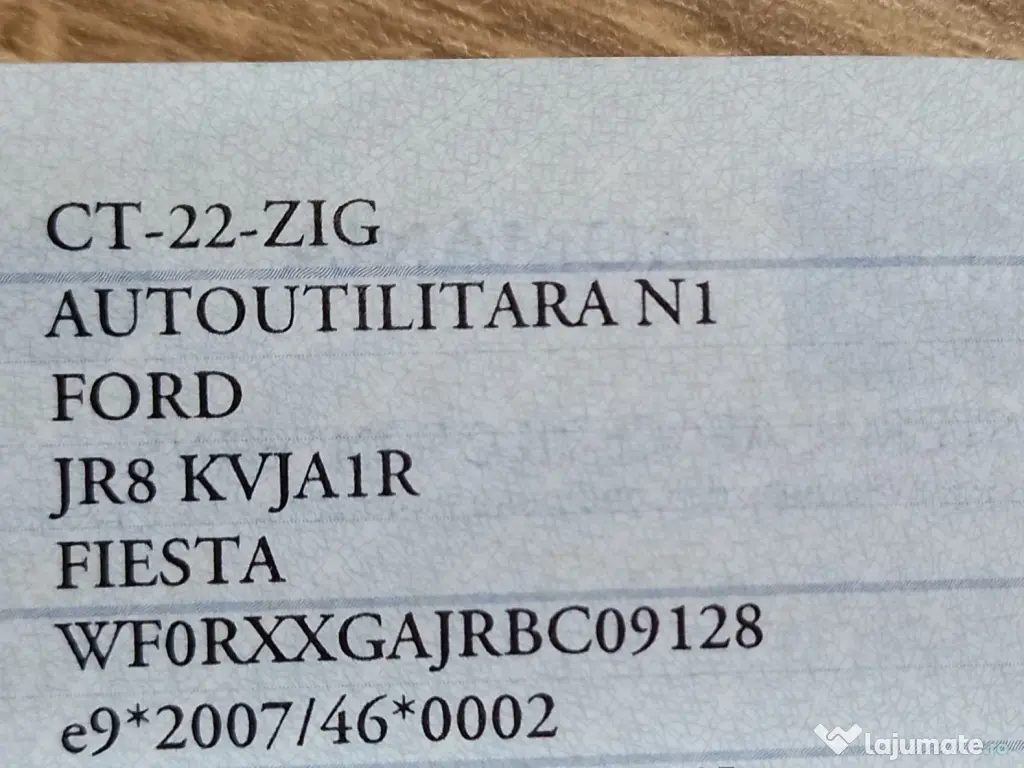 CT-22-ZIG
AUTOUTILITARA N1
FORD
JR8 KVJA1R
FIESTA
WF0RXXGAJRBC09128
e9*2007/46*0002
lajumate.ro